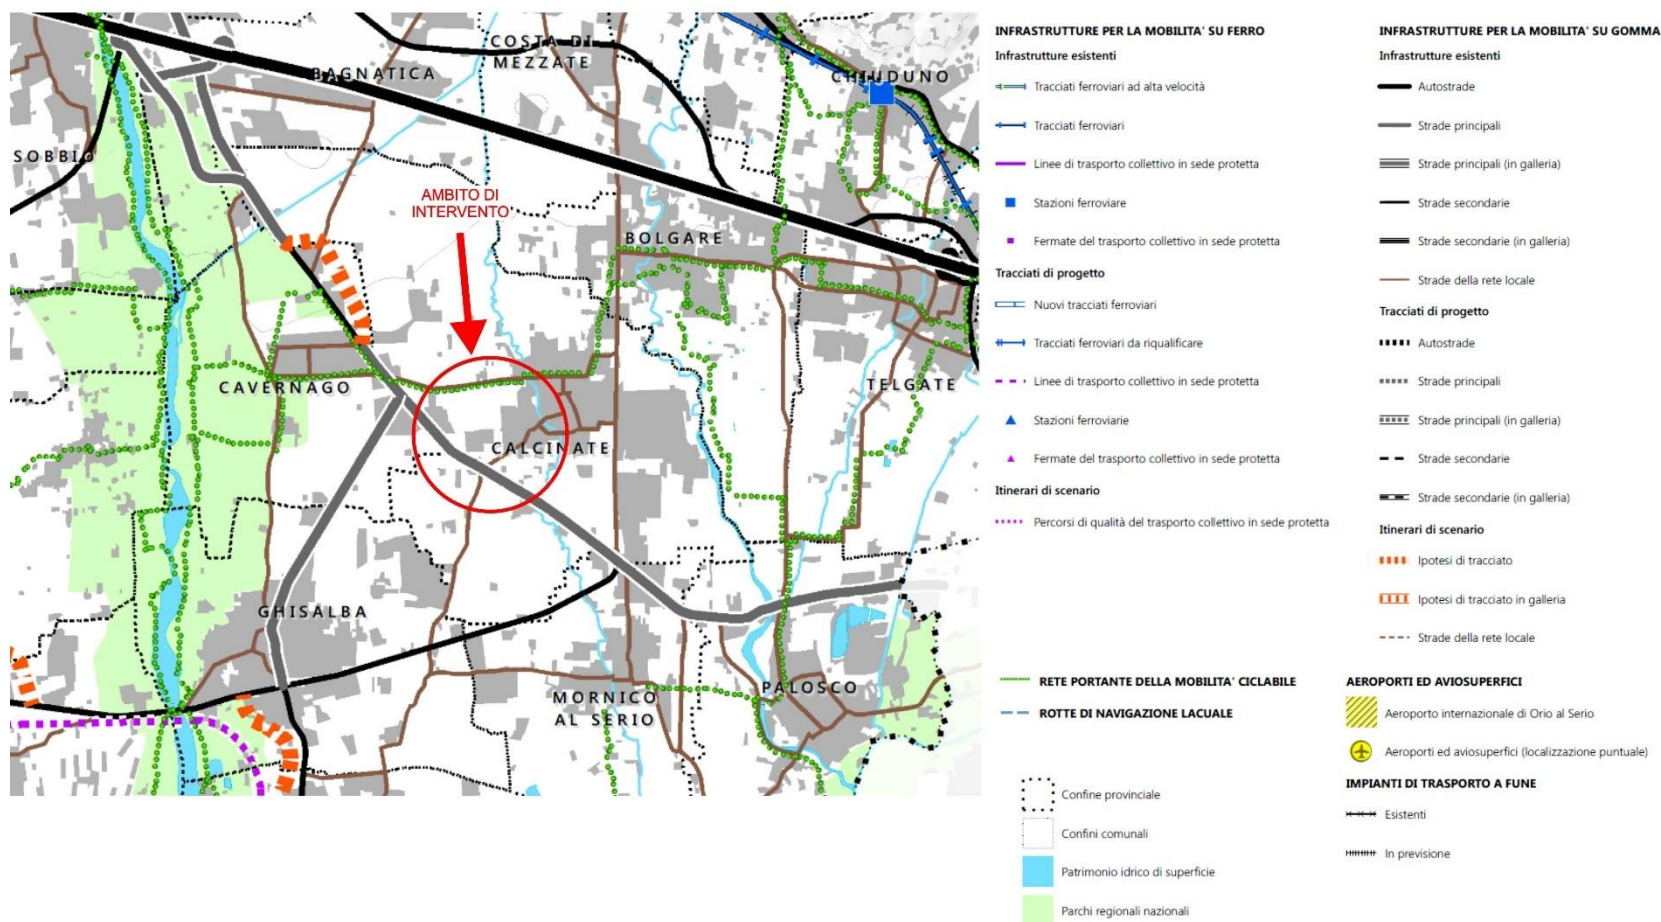 COSTA DI
MEZZATE
BAGNATICA
CHIUDUNO
SOBBIO
AMBITO DI
INTERVENTO
BOLGARE
CAVERNAGO
TELGATE
CALCINATE
GHISALBA
MORNICO
AL SERIO
PALOSCO
INFRASTRUTTURE PER LA MOBILITA' SU FERRO
Infrastrutture esistenti
Tracciati ferroviari ad alta velocità
Tracciati ferroviari
Linee di trasporto collettivo in sede protetta
Stazioni ferroviare
Fermate del trasporto collettivo in sede protetta
Tracciati di progetto
Nuovi tracciati ferroviari
Tracciati ferroviari da riqualificare
Linee di trasporto collettivo in sede protetta
Stazioni ferroviarie
Fermate del trasporto collettivo in sede protetta
Itinerari di scenario
Percorsi di qualità del trasporto collettivo in sede protetta
RETE PORTANTE DELLA MOBILITA' CICLABILE
ROTTE DI NAVIGAZIONE LACUALE
Confine provinciale
Confini comunali
Patrimonio idrico di superficie
Parchi regionali nazionali
INFRASTRUTTURE PER LA MOBILITA' SU GOMMA
Infrastrutture esistenti
Autostrade
Strade principali
Strade principali (in galleria)
Strade secondarie
Strade secondarie (in galleria)
Strade della rete locale
Tracciati di progetto
Autostrade
Strade principali
Strade principali (in galleria)
Strade secondarie
Strade secondarie (in galleria)
Itinerari di scenario
Ipotesi di tracciato
Ipotesi di tracciato in galleria
Strade della rete locale
AEROPORTI ED AVIOSUPERFICI
Aeroporto internazionale di Orio al Serio
Aeroporti ed aviosuperfici (localizzazione puntuale)
IMPIANTI DI TRASPORTO A FUNE
Esistenti
In previsione